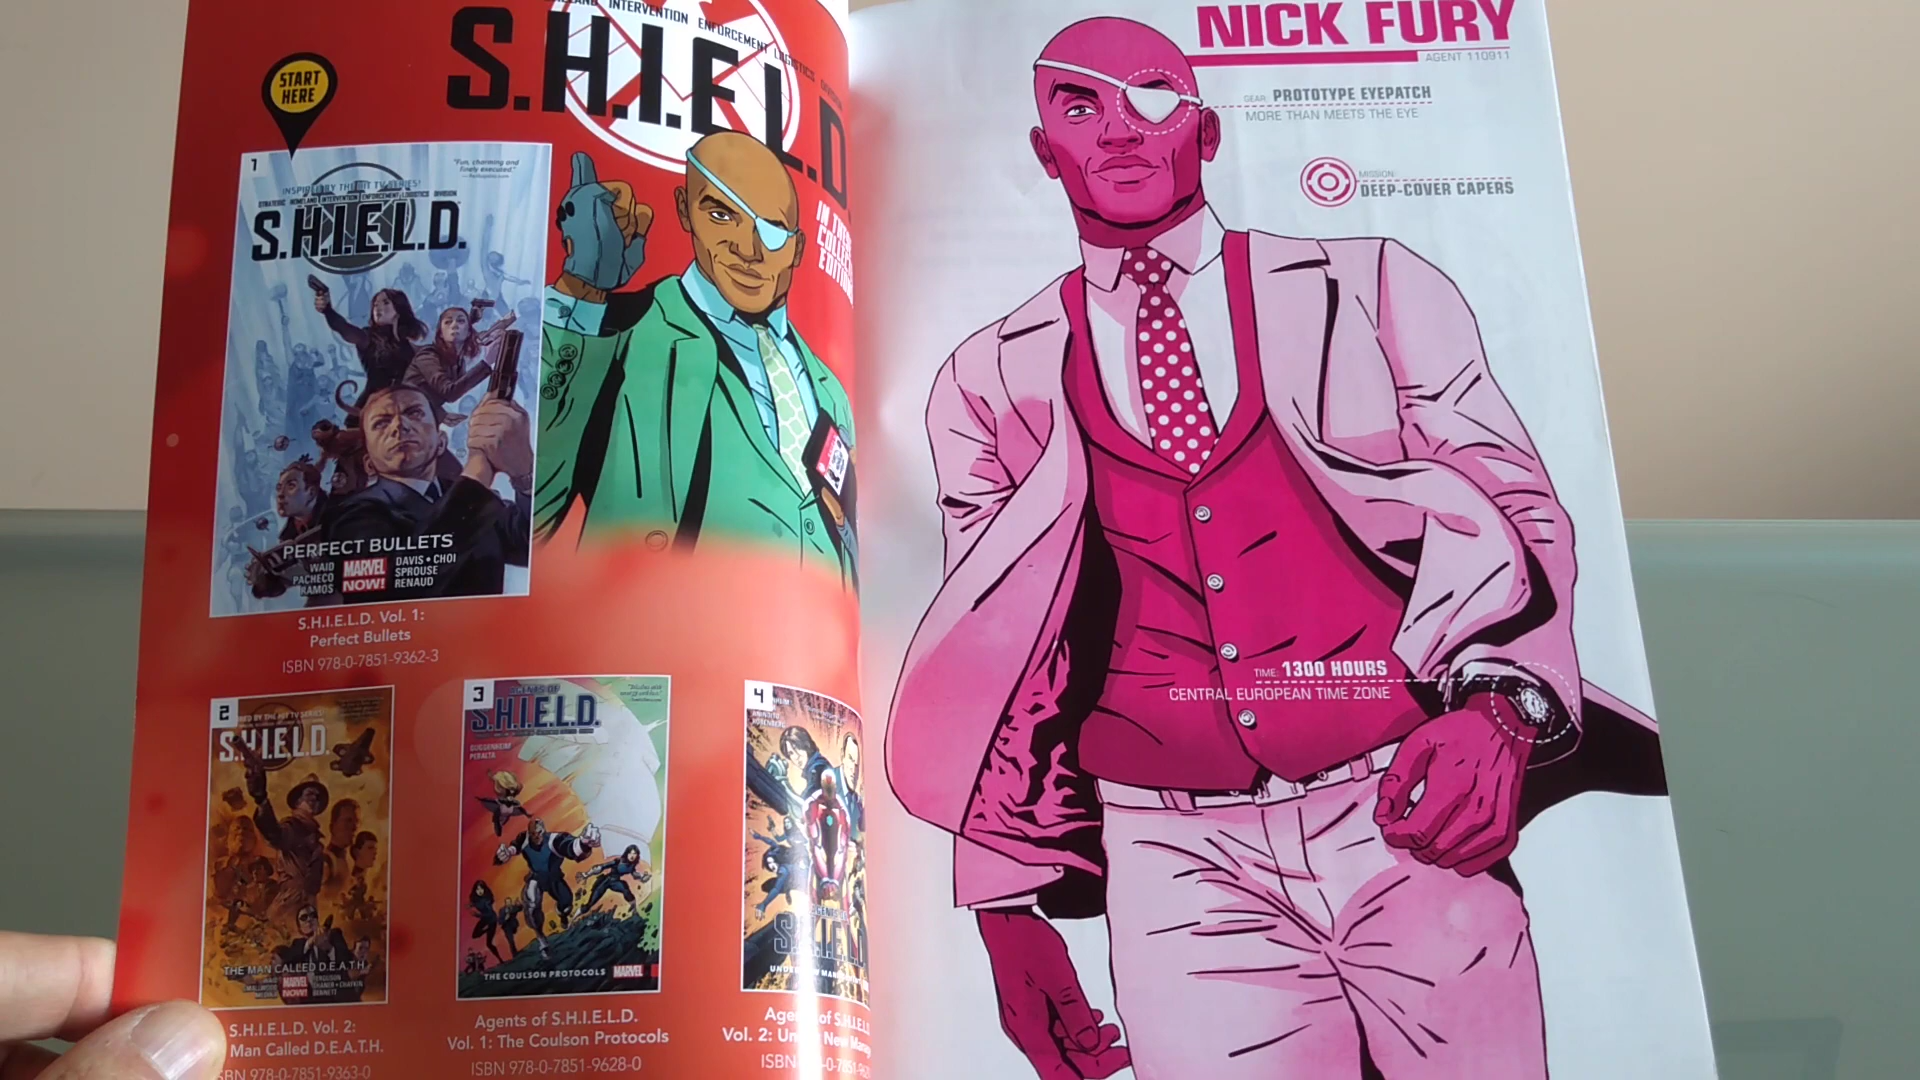 HOMELAND INTERVENTION ENFORCEMENT LOGISTICS DIVISION
S.H.I.E.L.D.
START
HERE
IN THESE
COLLECTED
EDITIONS
1
"Fun, charming and
finely executed."
INSPIRED BY THE HIT TV SERIES!
STRATEGIC HOMELAND INTERVENTION ENFORCEMENT LOGISTICS DIVISION
S.H.I.E.L.D.
PERFECT BULLETS
WAID
PACHECO
RAMOS
MARVEL
NOW!
DAVIS • CHOI
SPROUSE
RENAUD
S.H.I.E.L.D. Vol. 1:
Perfect Bullets
ISBN 978-0-7851-9362-3
2
BY THE HIT TV SERIES!
S.H.I.E.L.D.
THE MAN CALLED D.E.A.T.H.
MARVEL
NOW!
S.H.I.E.L.D. Vol. 2:
Man Called D.E.A.T.H.
ISBN 978-0-7851-9363-0
3
AGENTS OF
S.H.I.E.L.D.
GUGGENHEIM
PERALTA
THE COULSON PROTOCOLS MARVEL
Agents of S.H.I.E.L.D.
Vol. 1: The Coulson Protocols
ISBN 978-0-7851-9628-0
4
AGENTS OF
S.H.I.E.L.D.
Agents of S.H.I.E.L.D.
Vol. 2: Under New
ISBN
NICK FURY
AGENT 110911
GEAR: PROTOTYPE EYEPATCH
MORE THAN MEETS THE EYE
MISSION:
DEEP-COVER CAPERS
TIME: 1300 HOURS
CENTRAL EUROPEAN TIME ZONE